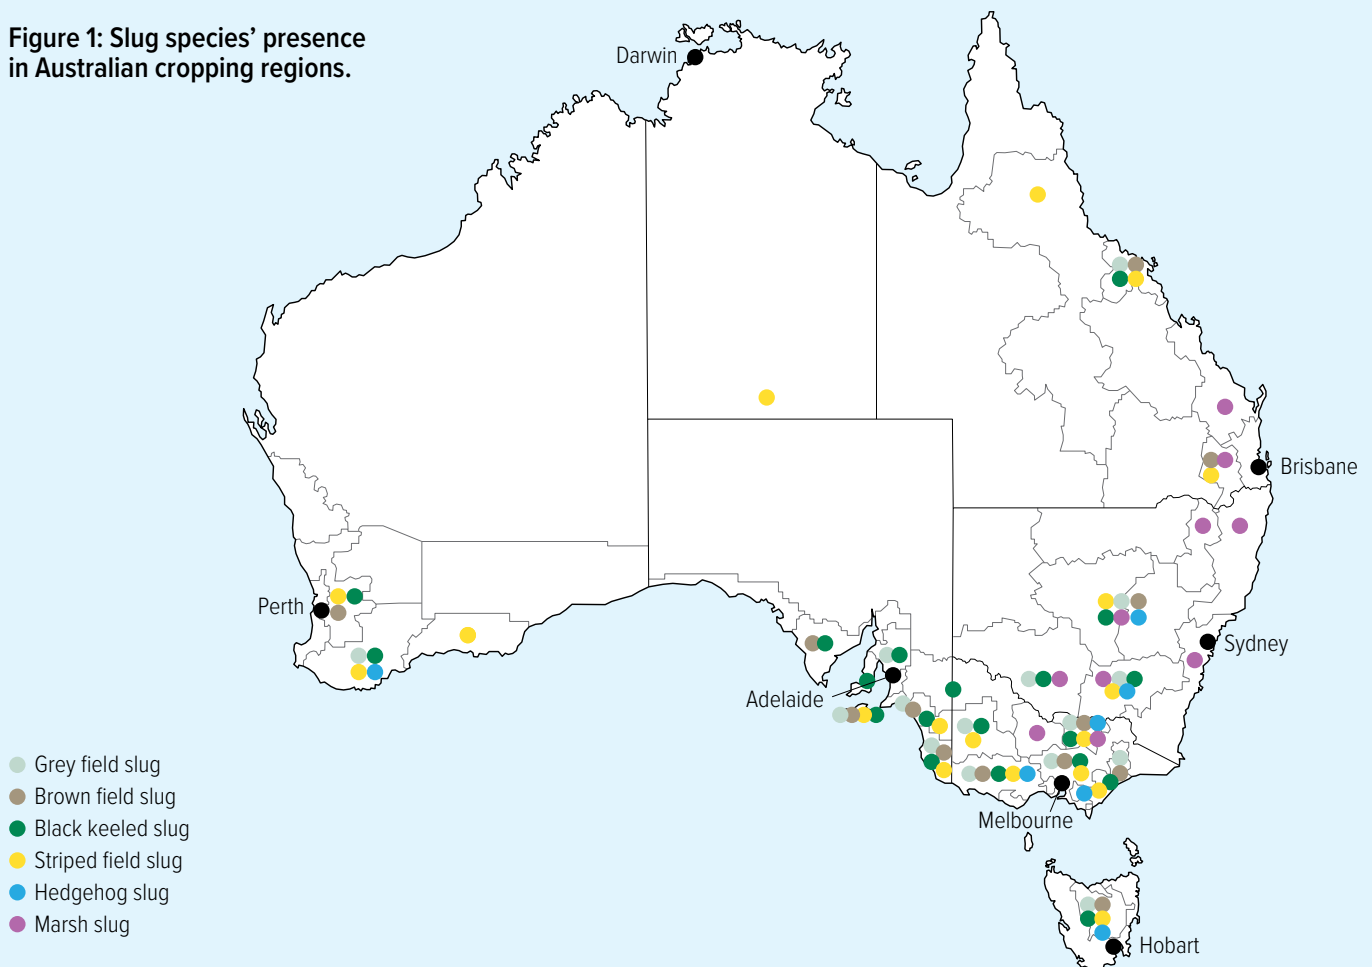 Figure 1: Slug species’ presence
in Australian cropping regions.
Darwin
Brisbane
Perth
Sydney
Adelaide
Melbourne
Hobart
Grey field slug
Brown field slug
Black keeled slug
Striped field slug
Hedgehog slug
Marsh slug